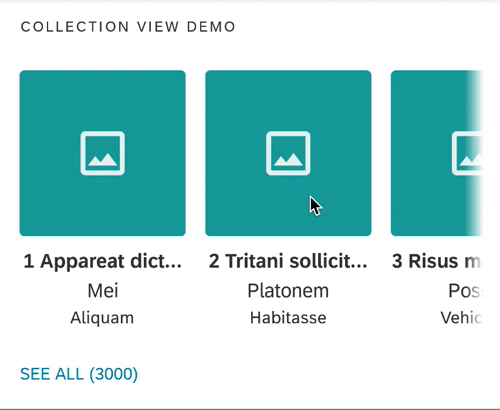 COLLECTION VIEW DEMO
1 Appareat dict...
Mei
Aliquam
2 Tritani sollicit...
Platonem
Habitasse
3 Risus
SEE ALL (3000)